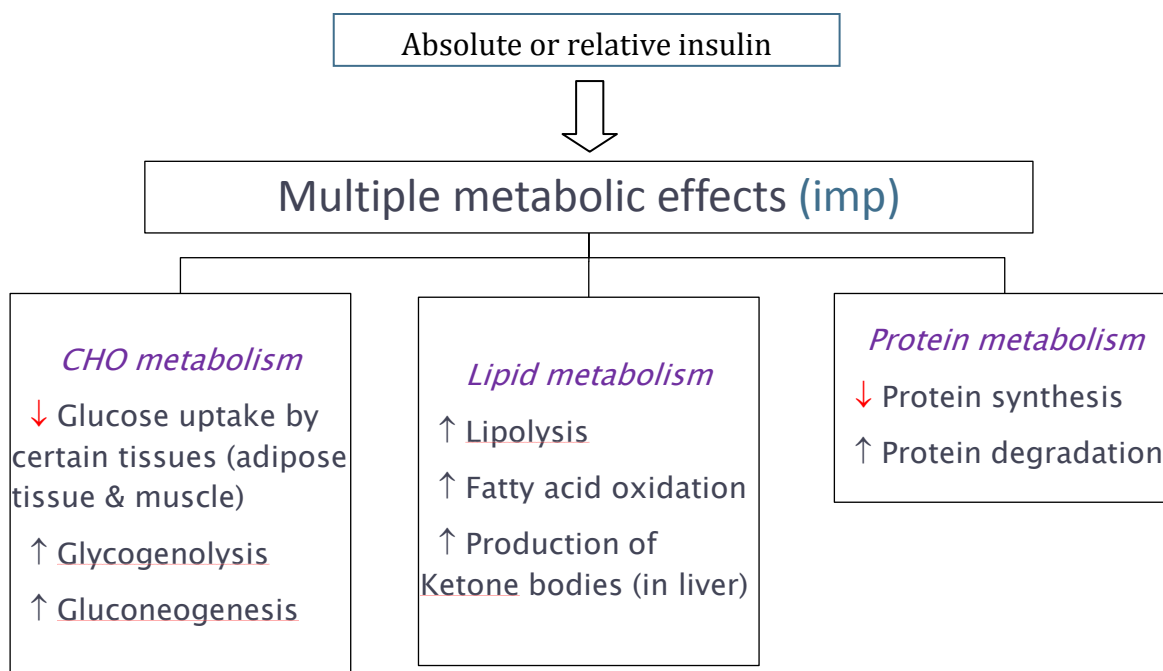 Absolute or relative insulin
Multiple metabolic effects (imp)
CHO metabolism
↓ Glucose uptake by
certain tissues (adipose
tissue & muscle)
↑ Glycogenolysis
↑ Gluconeogenesis
Lipid metabolism
↑ Lipolysis
↑ Fatty acid oxidation
↑ Production of
Ketone bodies (in liver)
Protein metabolism
↓ Protein synthesis
↑ Protein degradation